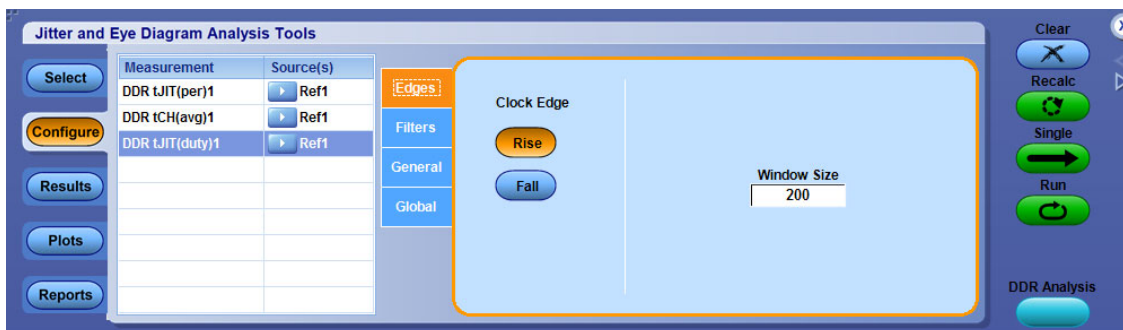 Jitter and Eye Diagram Analysis Tools
Select
Configure
Results
Plots
Reports
Measurement Source(s)
DDR tJIT(per)1 Ref1
DDR tCH(avg)1 Ref1
DDR tJIT(duty)1 Ref1
Edges
Filters
General
Global
Clock Edge
Rise
Fall
Window Size
200
Clear
Recalc
Single
Run
DDR Analysis